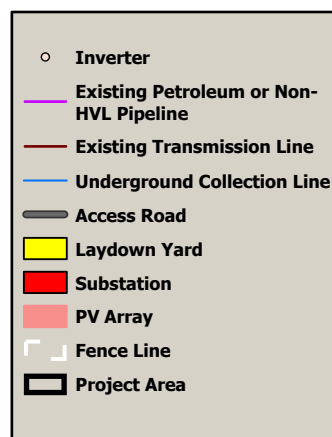 Inverter
Existing Petroleum or Non-
HVL Pipeline
Existing Transmission Line
Underground Collection Line
Access Road
Laydown Yard
Substation
PV Array
Fence Line
Project Area